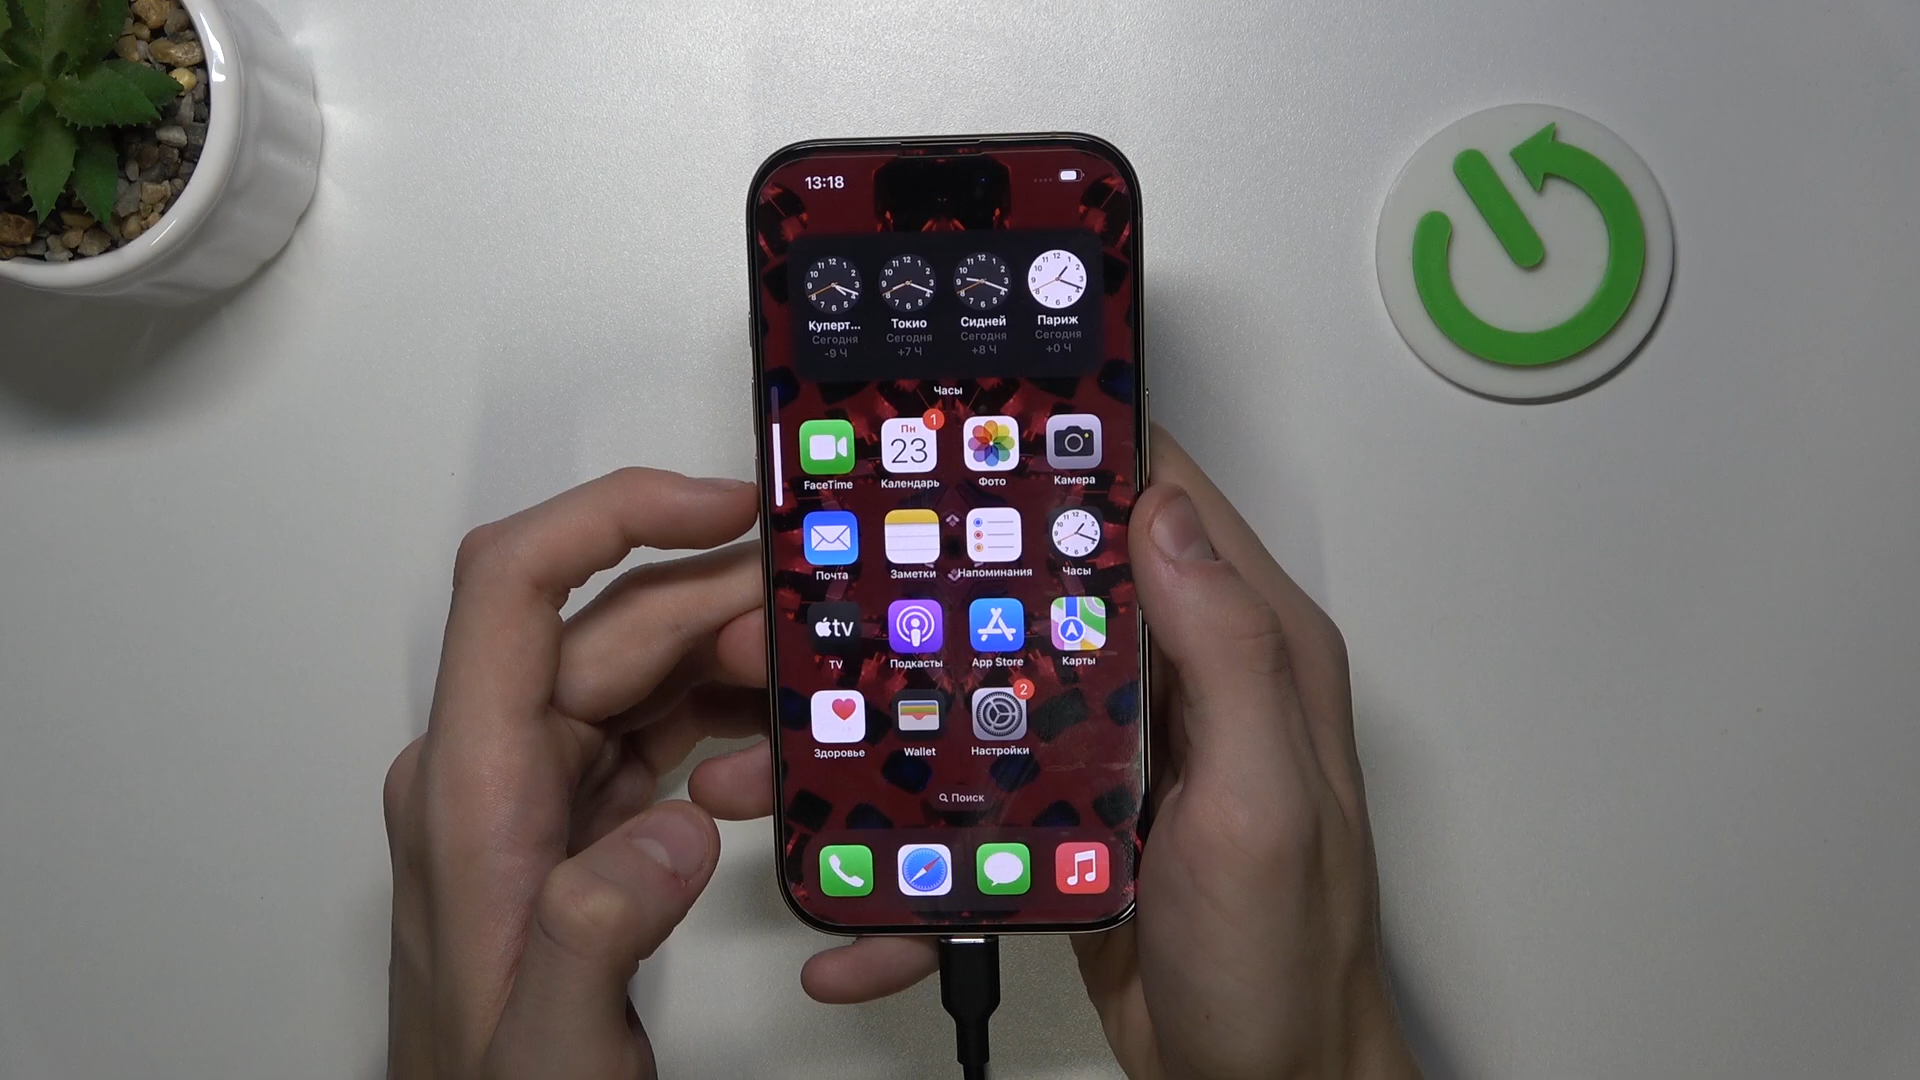 13:18
Куперт... Токио Сидней Париж
Сегодня Сегодня Сегодня Сегодня
-9 Ч +7 Ч +8 Ч +0 Ч
Часы
Пн 1
23
FaceTime Календарь Фото Камера
Почта Заметки Напоминания Часы
tv
TV Подкасты App Store Карты
2
Здоровье Wallet Настройки
Поиск